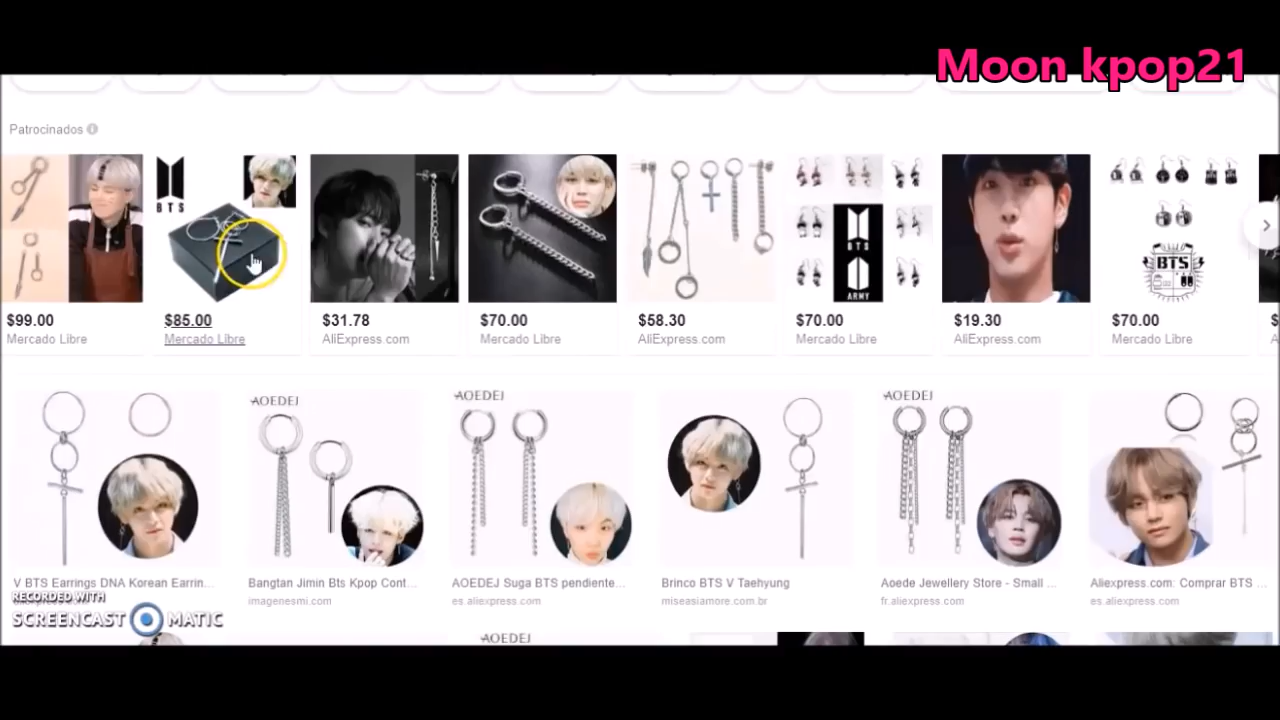 Moon kpop21
Patrocinados
BTS
BTS
ARMY
BTS
$99.00
$85.00
$31.78
$70.00
$58.30
$70.00
$19.30
$70.00
Mercado Libre
Mercado Libre
AliExpress.com
Mercado Libre
AliExpress.com
Mercado Libre
AliExpress.com
Mercado Libre
AOEDEJ
AOEDEJ
AOEDEJ
V BTS Earrings DNA Korean Earrin...
Bangtan Jimin Bts Kpop Cont...
AOEDEJ Suga BTS pendiente...
Brinco BTS V Taehyung
Aoede Jewellery Store - Small ...
Aliexpress.com: Comprar BTS ...
imagenesmi.com
es.aliexpress.com
miseasiamore.com.br
fr.aliexpress.com
es.aliexpress.com
RECORDED WITH
SCREENCAST MATIC
AOEDEJ